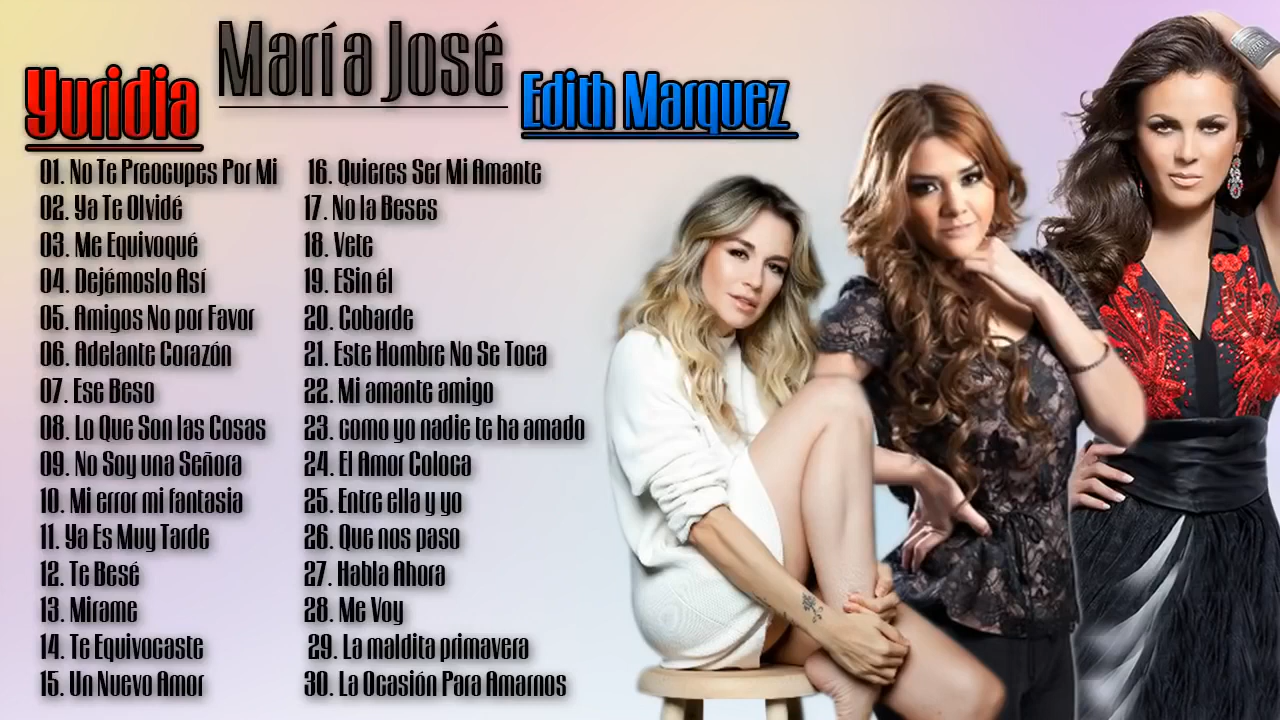 Yuridia
María José
Edith Marquez
01. No Te Preocupes Por Mi
02. Ya Te Olvidé
03. Me Equivoqué
04. Dejémoslo Así
05. Amigos No por Favor
06. Adelante Corazón
07. Ese Beso
08. Lo Que Son las Cosas
09. No Soy una Señora
10. Mi error mi fantasia
11. Ya Es Muy Tarde
12. Te Besé
13. Mirame
14. Te Equivocaste
15. Un Nuevo Amor
16. Quieres Ser Mi Amante
17. No la Beses
18. Vete
19. ESin él
20. Cobarde
21. Este Hombre No Se Toca
22. Mi amante amigo
23. como yo nadie te ha amado
24. El Amor Coloca
25. Entre ella y yo
26. Que nos paso
27. Habla Ahora
28. Me Voy
29. La maldita primavera
30. La Ocasión Para Amarnos